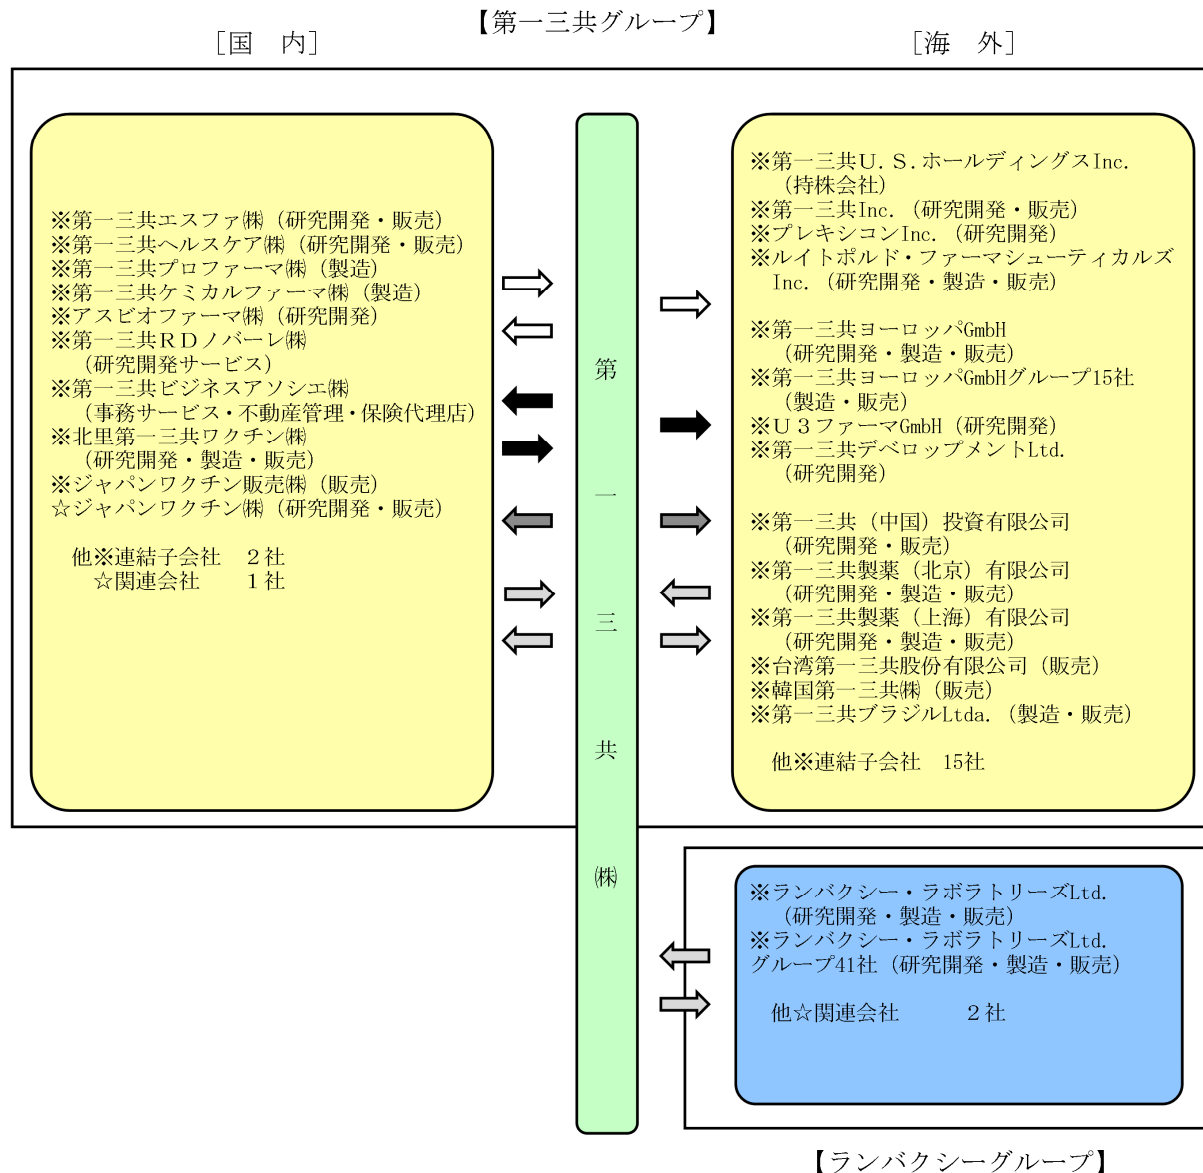 【第一三共グループ】
［国　内］
［海　外］
※第一三共エスファ㈱（研究開発・販売）
※第一三共ヘルスケア㈱（研究開発・販売）
※第一三共プロファーマ㈱（製造）
※第一三共ケミカルファーマ㈱（製造）
※アスビオファーマ㈱（研究開発）
※第一三共ＲＤノバーレ㈱
（研究開発サービス）
※第一三共ビジネスアソシエ㈱
（事務サービス・不動産管理・保険代理店）
※北里第一三共ワクチン㈱
（研究開発・製造・販売）
※ジャパンワクチン販売㈱（販売）
☆ジャパンワクチン㈱（研究開発・販売）
他※連結子会社　２社
☆関連会社　　１社
第一三共㈱
※第一三共Ｕ．Ｓ．ホールディングスInc.
（持株会社）
※第一三共Inc.（研究開発・販売）
※プレキシコンInc.（研究開発）
※ルイトポルド・ファーマシューティカルズ
Inc.（研究開発・製造・販売）
※第一三共ヨーロッパGmbH
（研究開発・製造・販売）
※第一三共ヨーロッパGmbHグループ15社
（製造・販売）
※Ｕ３ファーマGmbH（研究開発）
※第一三共デベロップメントLtd.
（研究開発）
※第一三共（中国）投資有限公司
（研究開発・販売）
※第一三共製薬（北京）有限公司
（研究開発・製造・販売）
※第一三共製薬（上海）有限公司
（研究開発・製造・販売）
※台湾第一三共股份有限公司（販売）
※韓国第一三共㈱（販売）
※第一三共ブラジルLtda.（製造・販売）
他※連結子会社　15社
※ランバクシー・ラボラトリーズLtd.
（研究開発・製造・販売）
※ランバクシー・ラボラトリーズLtd.
グループ41社（研究開発・製造・販売）
他☆関連会社　　　２社
【ランバクシーグループ】